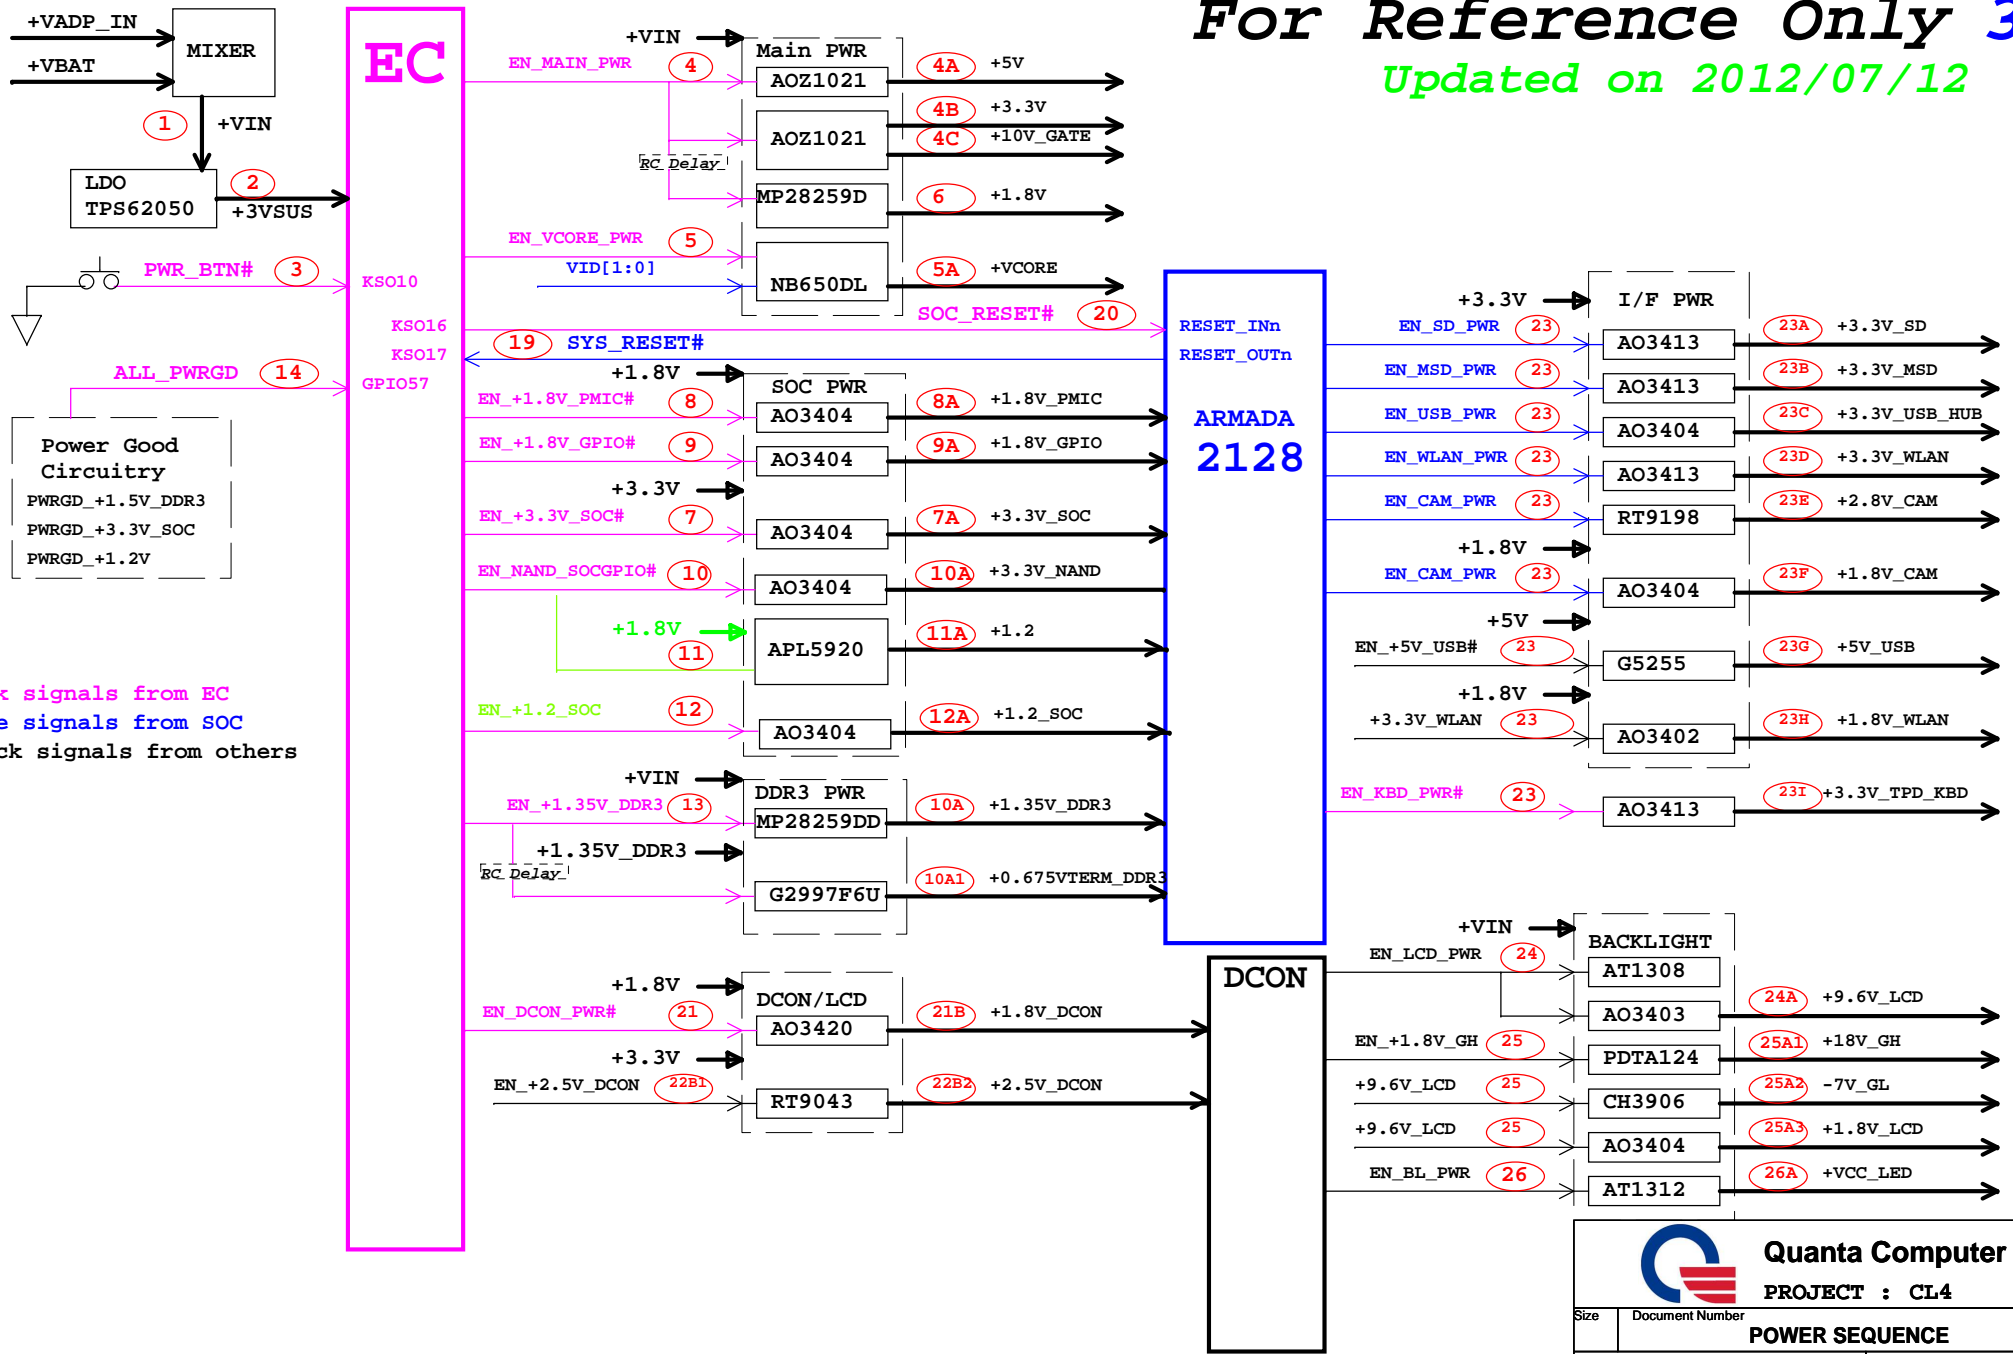 For Reference Only 3
Updated on 2012/07/12
+VADP_IN
+VBAT
MIXER
1
+VIN
LDO
TPS62050
2
+3VSUS
PWR_BTN#
3
ALL_PWRGD
14
Power Good
Circuitry
PWRGD_+1.5V_DDR3
PWRGD_+3.3V_SOC
PWRGD_+1.2V
k signals from EC
e signals from SOC
ck signals from others
EC
KSO10
KSO16
KSO17
GPIO57
+VIN
Main PWR
EN_MAIN_PWR
4
AOZ1021
4A
+5V
AOZ1021
4B
+3.3V
4C
+10V_GATE
RC Delay
MP28259D
6
+1.8V
EN_VCORE_PWR
5
VID[1:0]
NB650DL
5A
+VCORE
SOC_RESET#
20
19
SYS_RESET#
+1.8V
SOC PWR
EN_+1.8V_PMIC#
8
AO3404
8A
+1.8V_PMIC
EN_+1.8V_GPIO#
9
AO3404
9A
+1.8V_GPIO
+3.3V
EN_+3.3V_SOC#
7
AO3404
7A
+3.3V_SOC
EN_NAND_SOCGPIO#
10
AO3404
10A
+3.3V_NAND
+1.8V
11
APL5920
11A
+1.2
EN_+1.2_SOC
12
AO3404
12A
+1.2_SOC
+VIN
DDR3 PWR
EN_+1.35V_DDR3
13
MP28259DD
10A
+1.35V_DDR3
+1.35V_DDR3
RC Delay
G2997F6U
10A1
+0.675VTERM_DDR3
+1.8V
DCON/LCD
EN_DCON_PWR#
21
AO3420
21B
+1.8V_DCON
+3.3V
EN_+2.5V_DCON
22B1
RT9043
22B2
+2.5V_DCON
RESET_INn
RESET_OUTn
ARMADA
2128
DCON
+3.3V
I/F PWR
EN_SD_PWR
23
AO3413
23A
+3.3V_SD
EN_MSD_PWR
23
AO3413
23B
+3.3V_MSD
EN_USB_PWR
23
AO3404
23C
+3.3V_USB_HUB
EN_WLAN_PWR
23
AO3413
23D
+3.3V_WLAN
EN_CAM_PWR
23
RT9198
23E
+2.8V_CAM
+1.8V
EN_CAM_PWR
23
AO3404
23F
+1.8V_CAM
+5V
EN_+5V_USB#
23
G5255
23G
+5V_USB
+1.8V
+3.3V_WLAN
23
AO3402
23H
+1.8V_WLAN
EN_KBD_PWR#
23
AO3413
23I
+3.3V_TPD_KBD
+VIN
BACKLIGHT
EN_LCD_PWR
24
AT1308
AO3403
24A
+9.6V_LCD
EN_+1.8V_GH
25
PDTA124
25A1
+18V_GH
+9.6V_LCD
25
CH3906
25A2
-7V_GL
+9.6V_LCD
25
AO3404
25A3
+1.8V_LCD
EN_BL_PWR
26
AT1312
26A
+VCC_LED
Quanta Computer
PROJECT : CL4
Size
Document Number
POWER SEQUENCE